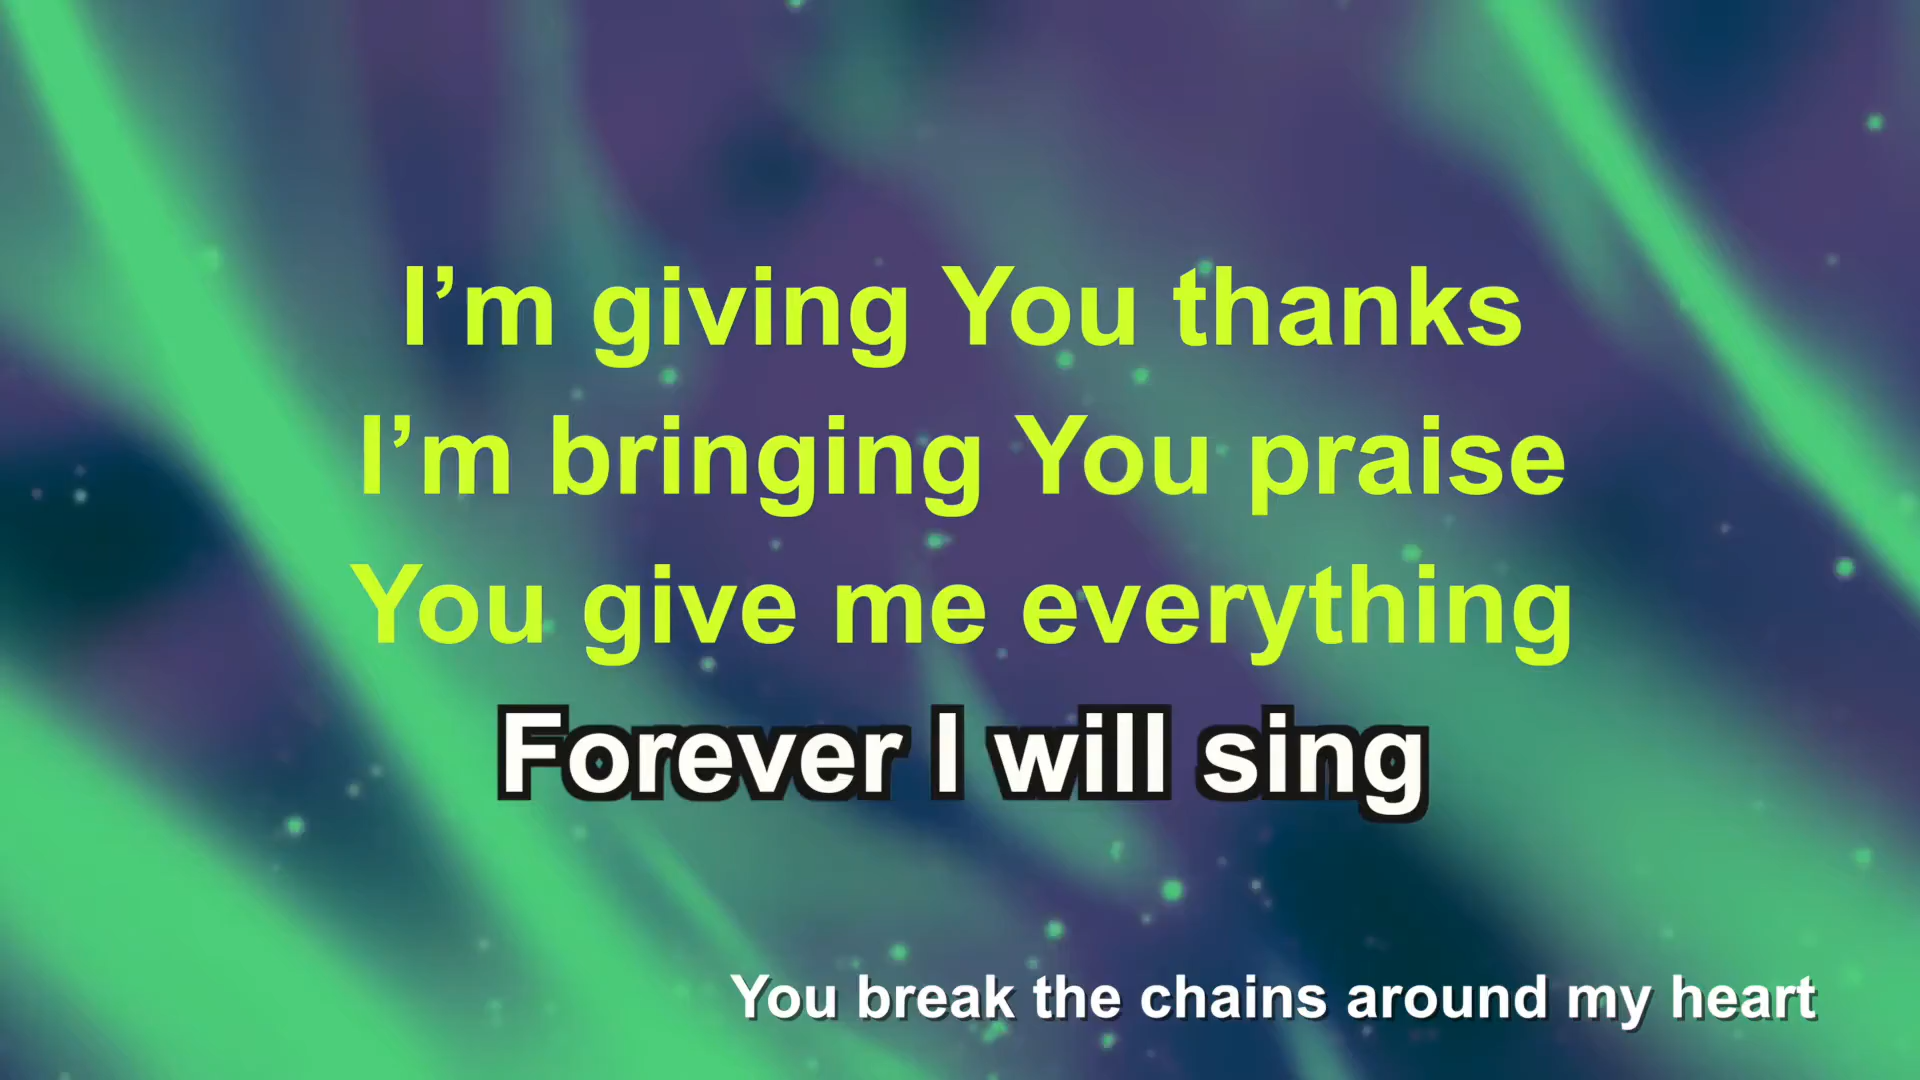 I’m giving You thanks
I’m bringing You praise
You give me everything
Forever I will sing
You break the chains around my heart